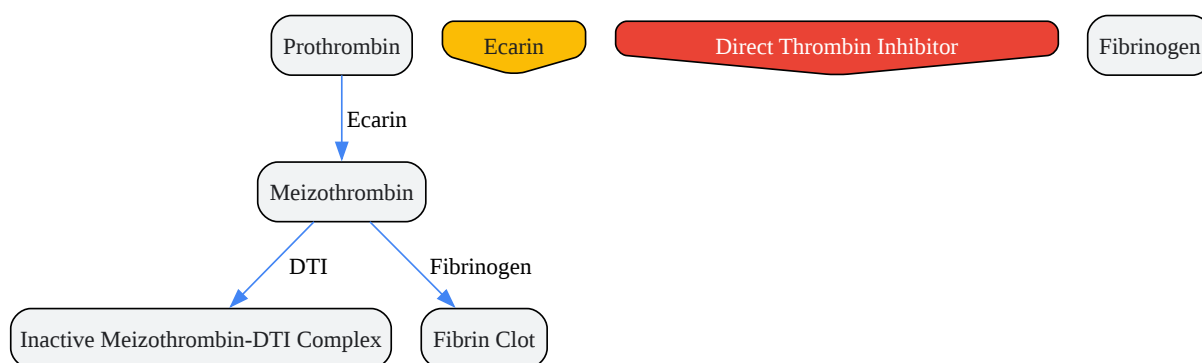 Prothrombin
Ecarin
Direct Thrombin Inhibitor
Fibrinogen
Ecarin
Meizothrombin
DTI
Fibrinogen
Inactive Meizothrombin-DTI Complex
Fibrin Clot